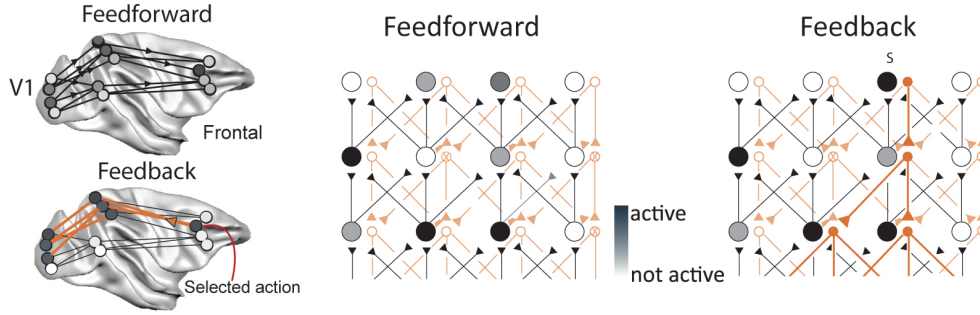 Feedforward
V1
Frontal
Feedback
Selected action
Feedforward
active
not active
Feedback
S